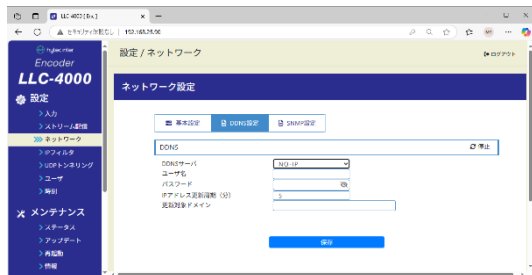 LLC-4000 [Enc]
セキュリティ保護なし | 192.168.25.90
hytec inter
Encoder
LLC-4000
設定
入力
ストリーム配信
ネットワーク
IPフィルタ
UDPトンネリング
ユーザ
時刻
メンテナンス
ステータス
アップデート
再起動
情報
設定 / ネットワーク
ログアウト
ネットワーク設定
基本設定
DDNS設定
SNMP設定
DDNS
停止
DDNSサーバ
NO-IP
ユーザ名
パスワード
IPアドレス更新周期（分）
5
更新対象ドメイン
保存